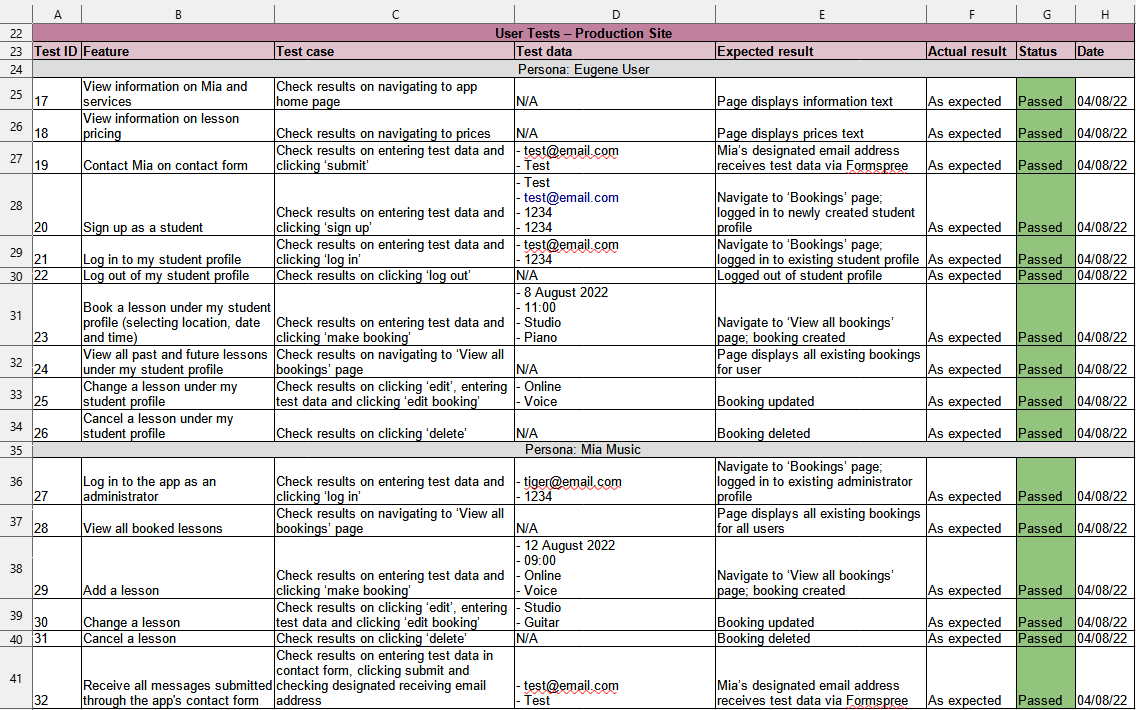 A B C D E F G H
22 User Tests – Production Site
23 Test ID Feature Test case Test data Expected result Actual result Status Date
24 Persona: Eugene User
25 17 View information on Mia and services Check results on navigating to app home page N/A Page displays information text As expected Passed 04/08/22
26 18 View information on lesson pricing Check results on navigating to prices N/A Page displays prices text As expected Passed 04/08/22
27 19 Contact Mia on contact form Check results on entering test data and clicking ‘submit’ - test@email.com - Test Mia’s designated email address receives test data via Formspree As expected Passed 04/08/22
28 20 Sign up as a student Check results on entering test data and clicking ‘sign up’ - Test - test@email.com - 1234 - 1234 Navigate to ‘Bookings’ page; logged in to newly created student profile As expected Passed 04/08/22
29 21 Log in to my student profile Check results on entering test data and clicking ‘log in’ - test@email.com - 1234 Navigate to ‘Bookings’ page; logged in to existing student profile As expected Passed 04/08/22
30 22 Log out of my student profile Check results on clicking ‘log out’ N/A Logged out of student profile As expected Passed 04/08/22
31 23 Book a lesson under my student profile (selecting location, date and time) Check results on entering test data and clicking ‘make booking’ - 8 August 2022 - 11:00 - Studio - Piano Navigate to ‘View all bookings’ page; booking created As expected Passed 04/08/22
32 24 View all past and future lessons under my student profile Check results on navigating to ‘View all bookings’ page N/A Page displays all existing bookings for user As expected Passed 04/08/22
33 25 Change a lesson under my student profile Check results on clicking ‘edit’, entering test data and clicking ‘edit booking’ - Online - Voice Booking updated As expected Passed 04/08/22
34 26 Cancel a lesson under my student profile Check results on clicking ‘delete’ N/A Booking deleted As expected Passed 04/08/22
35 Persona: Mia Music
36 27 Log in to the app as an administrator Check results on entering test data and clicking ‘log in’ - tiger@email.com - 1234 Navigate to ‘Bookings’ page; logged in to existing administrator profile As expected Passed 04/08/22
37 28 View all booked lessons Check results on navigating to ‘View all bookings’ page N/A Page displays all existing bookings for all users As expected Passed 04/08/22
38 29 Add a lesson Check results on entering test data and clicking ‘make booking’ - 12 August 2022 - 09:00 - Online - Voice Navigate to ‘View all bookings’ page; booking created As expected Passed 04/08/22
39 30 Change a lesson Check results on clicking ‘edit’, entering test data and clicking ‘edit booking’ - Studio - Guitar Booking updated As expected Passed 04/08/22
40 31 Cancel a lesson Check results on clicking ‘delete’ N/A Booking deleted As expected Passed 04/08/22
41 32 Receive all messages submitted through the app's contact form Check results on entering test data in contact form, clicking submit and checking designated receiving email address - test@email.com - Test Mia’s designated email address receives test data via Formspree As expected Passed 04/08/22